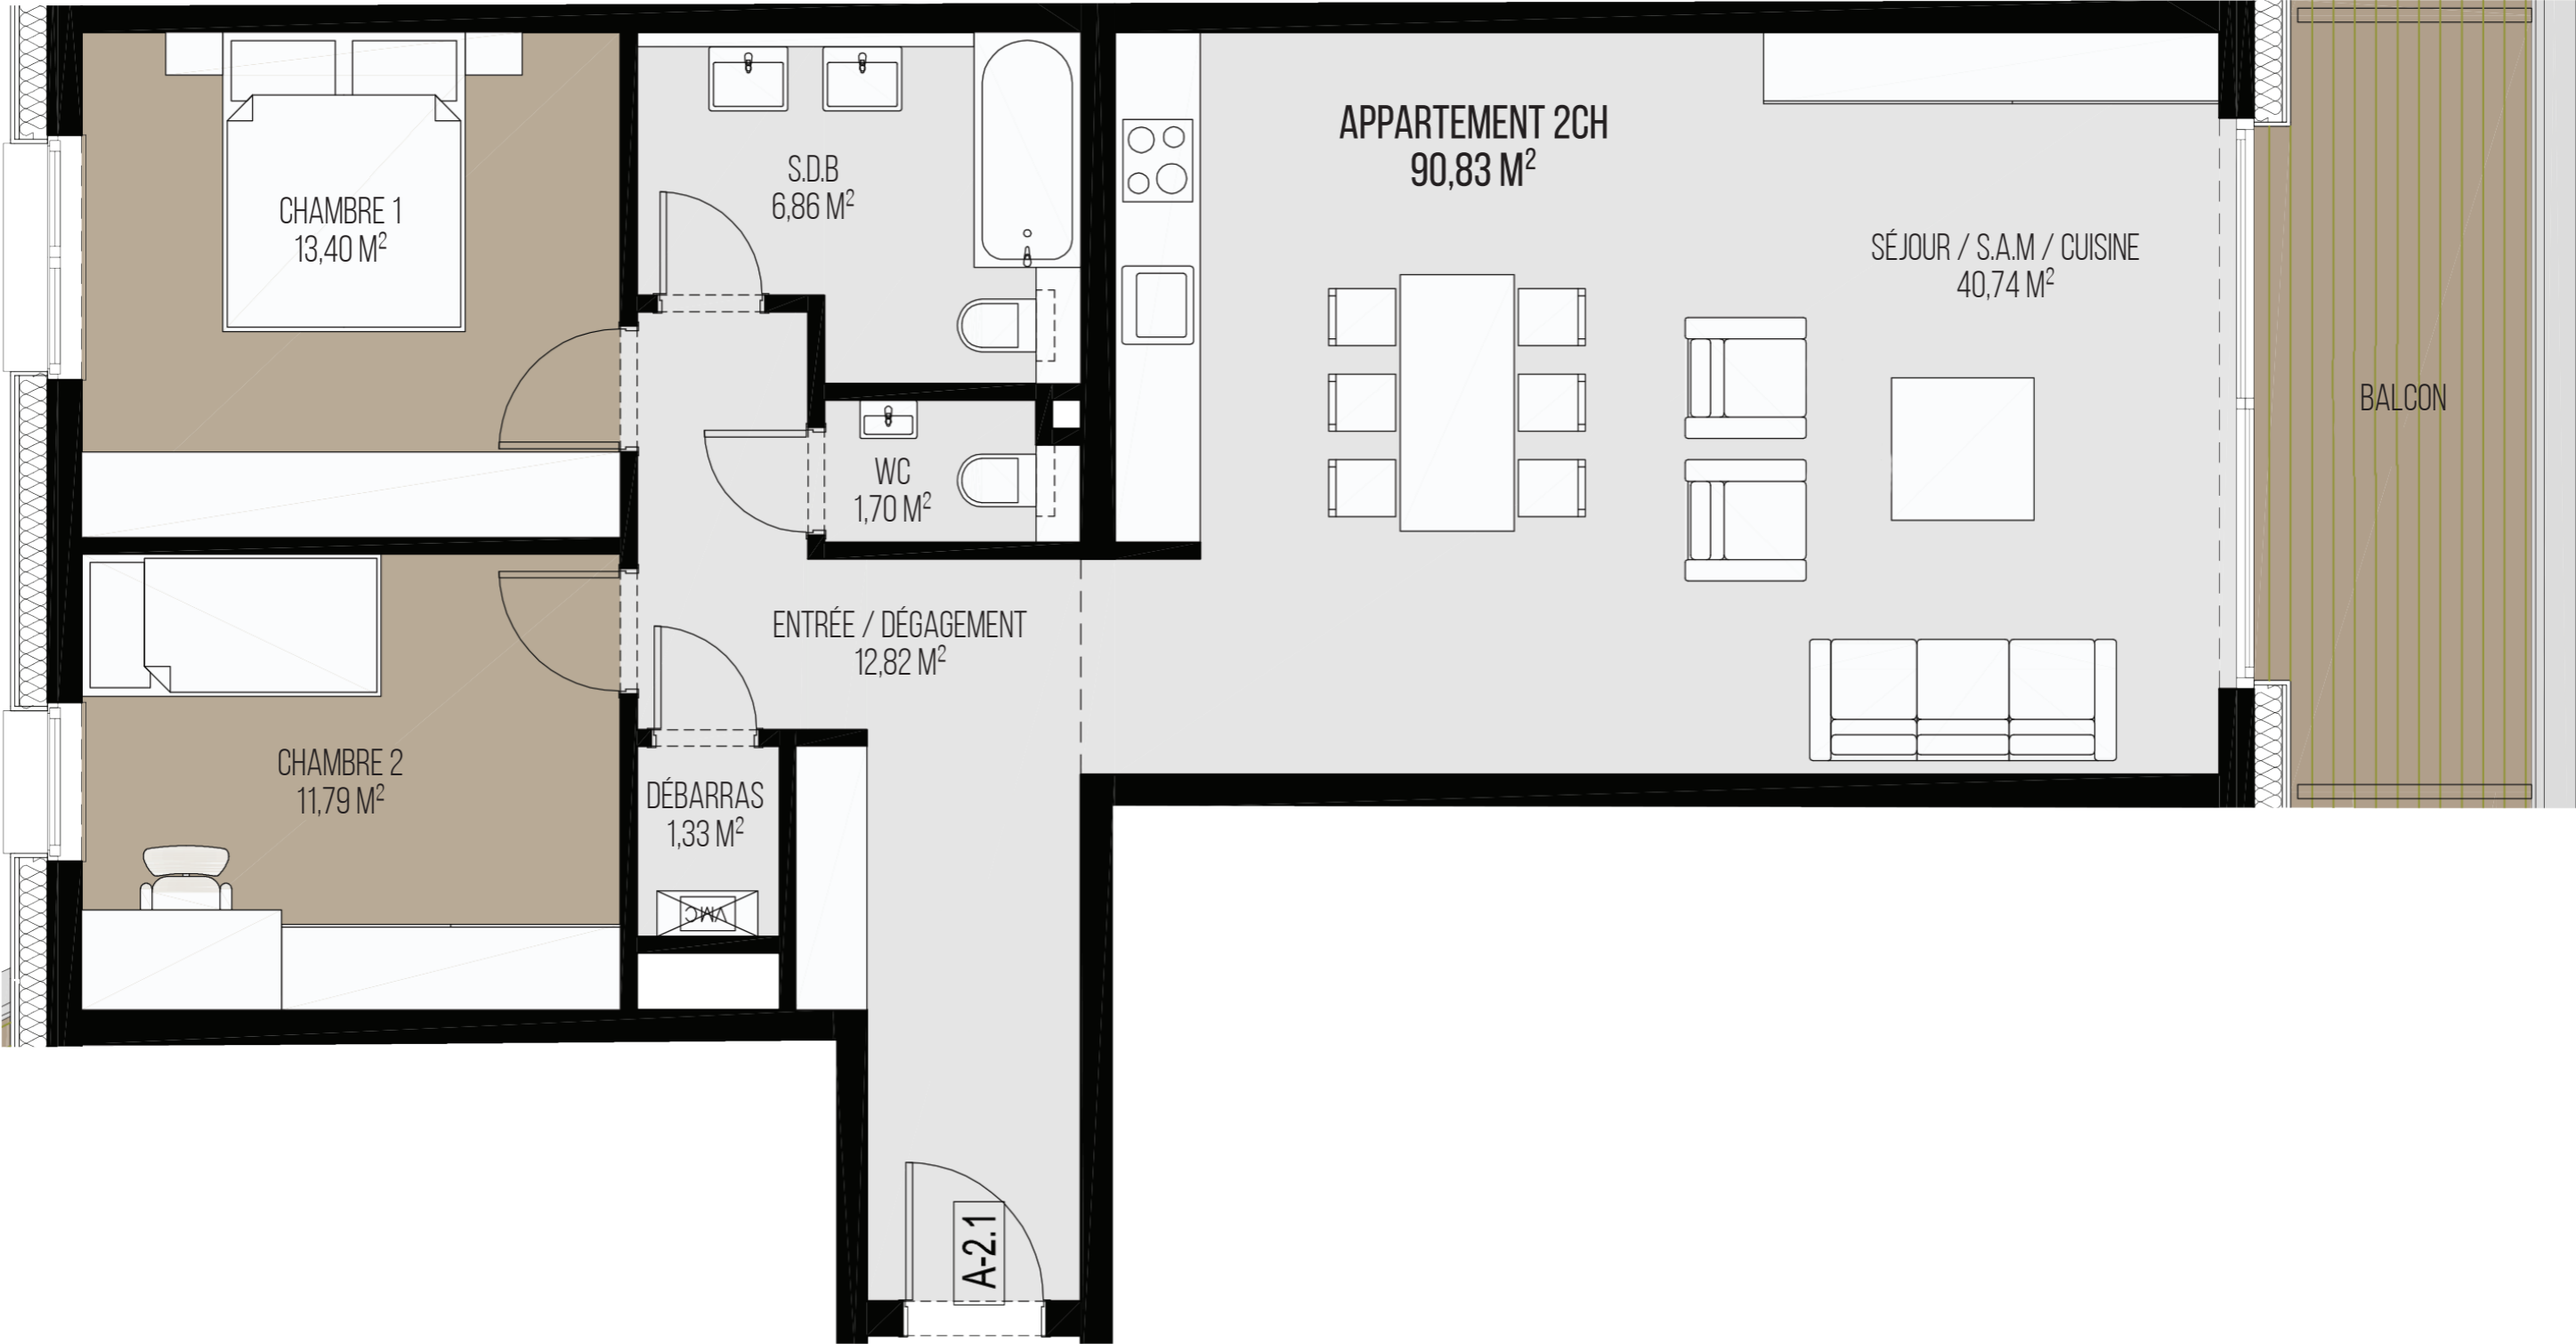 APPARTEMENT 2CH
90,83 M²
CHAMBRE 1
13,40 M²
S.D.B
6,86 M²
SÉJOUR / S.A.M / CUISINE
40,74 M²
BALCON
WC
1,70 M²
ENTRÉE / DÉGAGEMENT
12,82 M²
CHAMBRE 2
11,79 M²
DÉBARRAS
1,33 M²
VMC
A-2.1